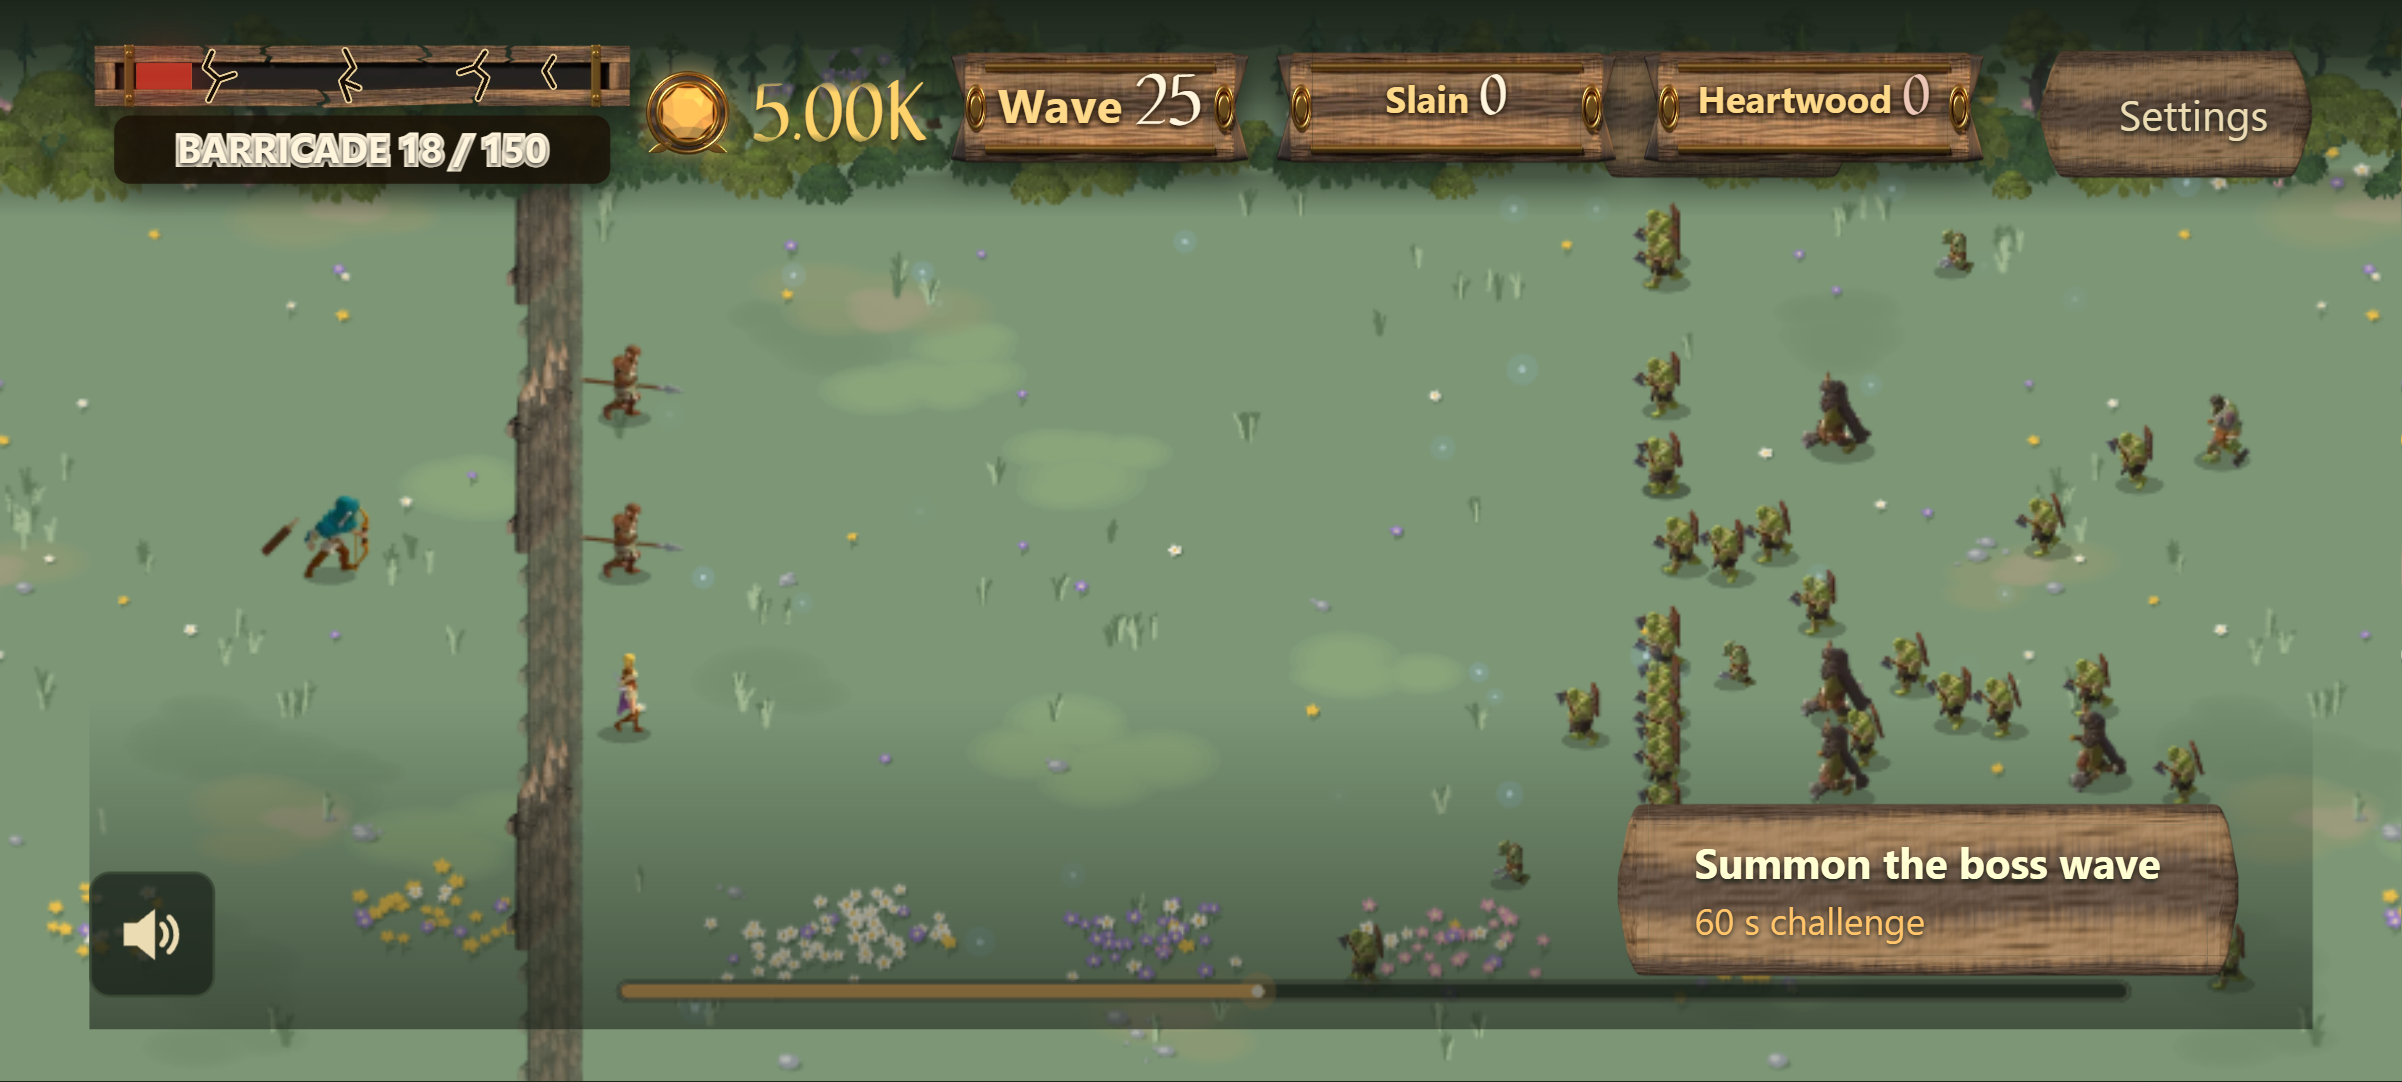 BARRICADE 18 / 150
5.00K
Wave 25
Slain 0
Heartwood 0
Settings
Summon the boss wave
60 s challenge